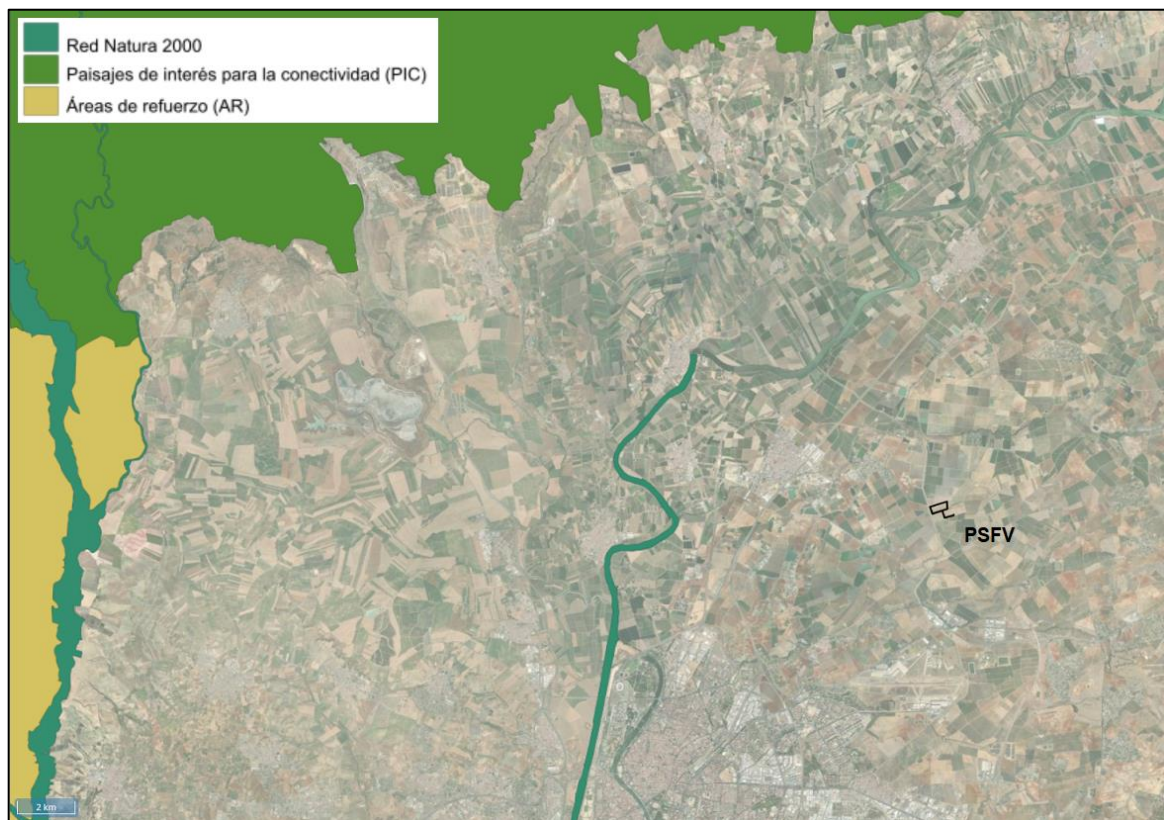 Red Natura 2000
Paisajes de interés para la conectividad (PIC)
Áreas de refuerzo (AR)
PSFV
2 km